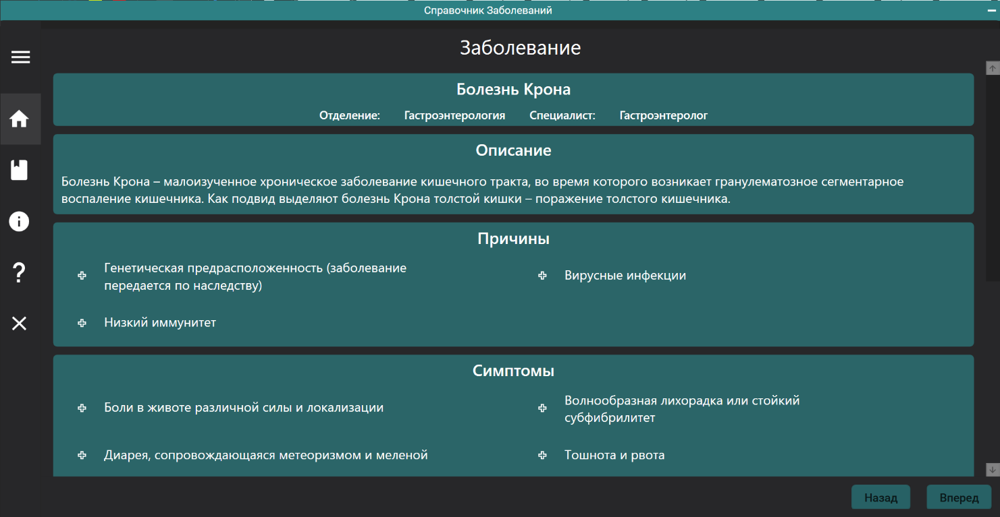 Справочник Заболеваний
Заболевание
Болезнь Крона
Отделение: Гастроэнтерология Специалист: Гастроэнтеролог
Описание
Болезнь Крона – малоизученное хроническое заболевание кишечного тракта, во время которого возникает гранулематозное сегментарное
воспаление кишечника. Как подвид выделяют болезнь Крона толстой кишки – поражение толстого кишечника.
Причины
Генетическая предрасположенность (заболевание
передается по наследству)
Вирусные инфекции
Низкий иммунитет
Симптомы
Боли в животе различной силы и локализации
Волнообразная лихорадка или стойкий
субфибрилитет
Диарея, сопровождающаяся метеоризмом и меленой
Тошнота и рвота
Назад Вперед